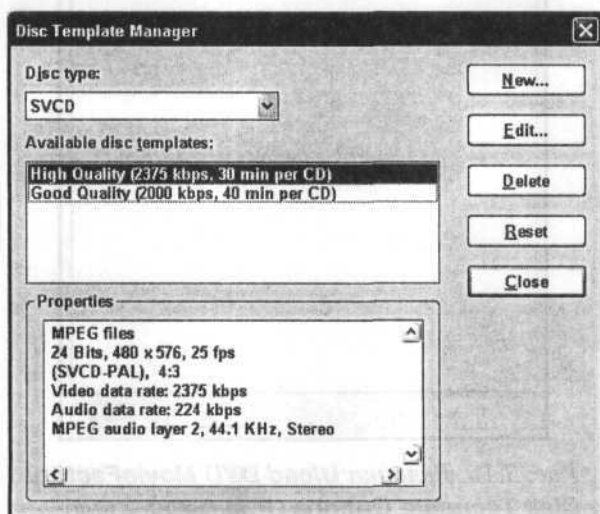 Disc Template Manager
Disc type:
SVCD
Available disc templates:
High Quality (2375 kbps, 30 min per CD)
Good Quality (2000 kbps, 40 min per CD)
Properties
MPEG files
24 Bits, 480 x 576, 25 fps
(SVCD-PAL), 4:3
Video data rate: 2375 kbps
Audio data rate: 224 kbps
MPEG audio layer 2, 44.1 KHz, Stereo
New...
Edit...
Delete
Reset
Close